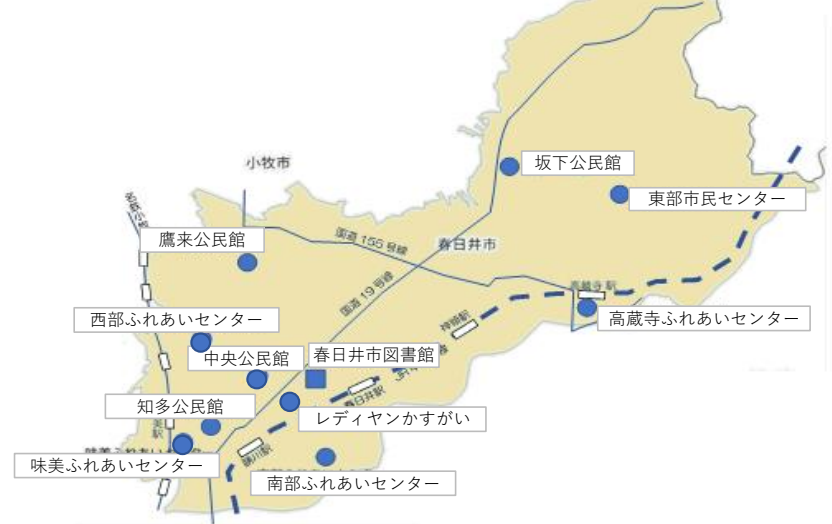 小牧市
坂下公民館
東部市民センター
鷹来公民館
国道 155 号線
春日井市
国道 19 号線
高蔵寺駅
西部ふれあいセンター
高蔵寺ふれあいセンター
神領駅
中央公民館
春日井市図書館
JR中
春日井駅
知多公民館
レディヤンかすがい
勝川駅
味美ふれあいセンター
南部ふれあいセンター